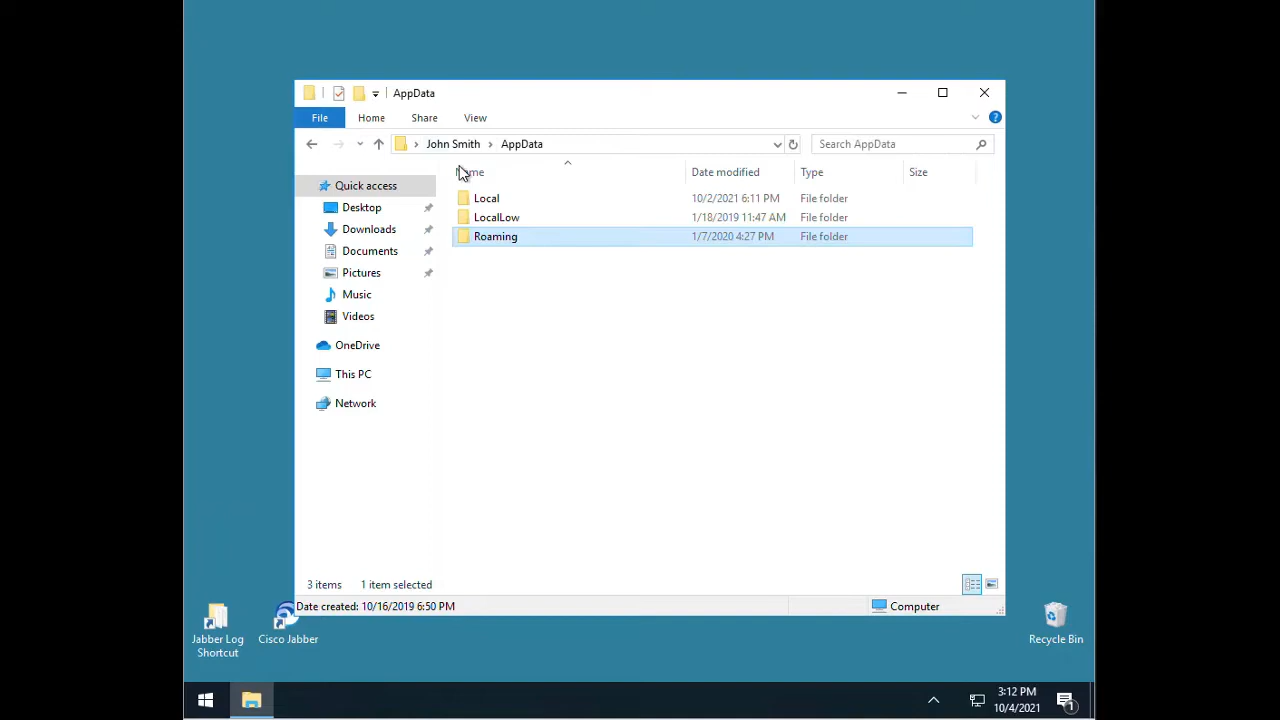 AppData
File Home Share View
John Smith AppData
Search AppData
Date modified Type Size
Quick access
Desktop
Downloads
Documents
Pictures
Music
Videos
OneDrive
This PC
Network
Local 10/2/2021 6:11 PM File folder
LocalLow 1/18/2019 11:47 AM File folder
Roaming 1/7/2020 4:27 PM File folder
3 items 1 item selected
Date created: 10/16/2019 6:50 PM
Computer
Jabber Log
Shortcut
Cisco Jabber
Recycle Bin
3:12 PM
10/4/2021
1